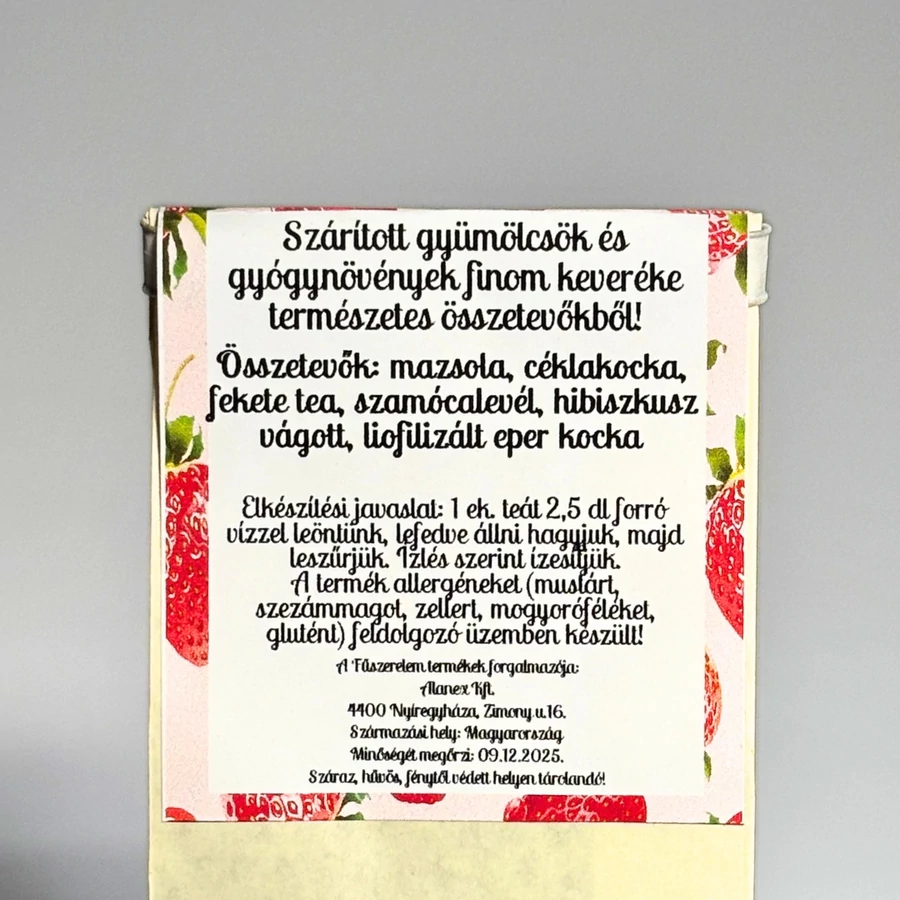 Szárított gyümölcsök és
gyógynövények finom keveréke
természetes összetevőkből!
Összetevők: mazsola, céklakocka,
fekete tea, szamócalevél, hibiszkusz
vágott, liofilizált eper kocka
Elkészítési javaslat: 1 ek. teát 2,5 dl forró
vízzel leöntünk, lefedve állni hagyjuk, majd
leszűrjük. Ízlés szerint ízesítjük.
A termék allergéneket (mustárt,
szezámmagot, zellert, mogyoróféléket,
glutént) feldolgozó üzemben készült!
A Fűszerelem termékek forgalmazója:
Alanex Kft.
4400 Nyíregyháza, Zimony u.16.
Származási hely: Magyarország
Minőségét megőrzi: 09.12.2025.
Száraz, hűvös, fénytől védett helyen tárolandó!